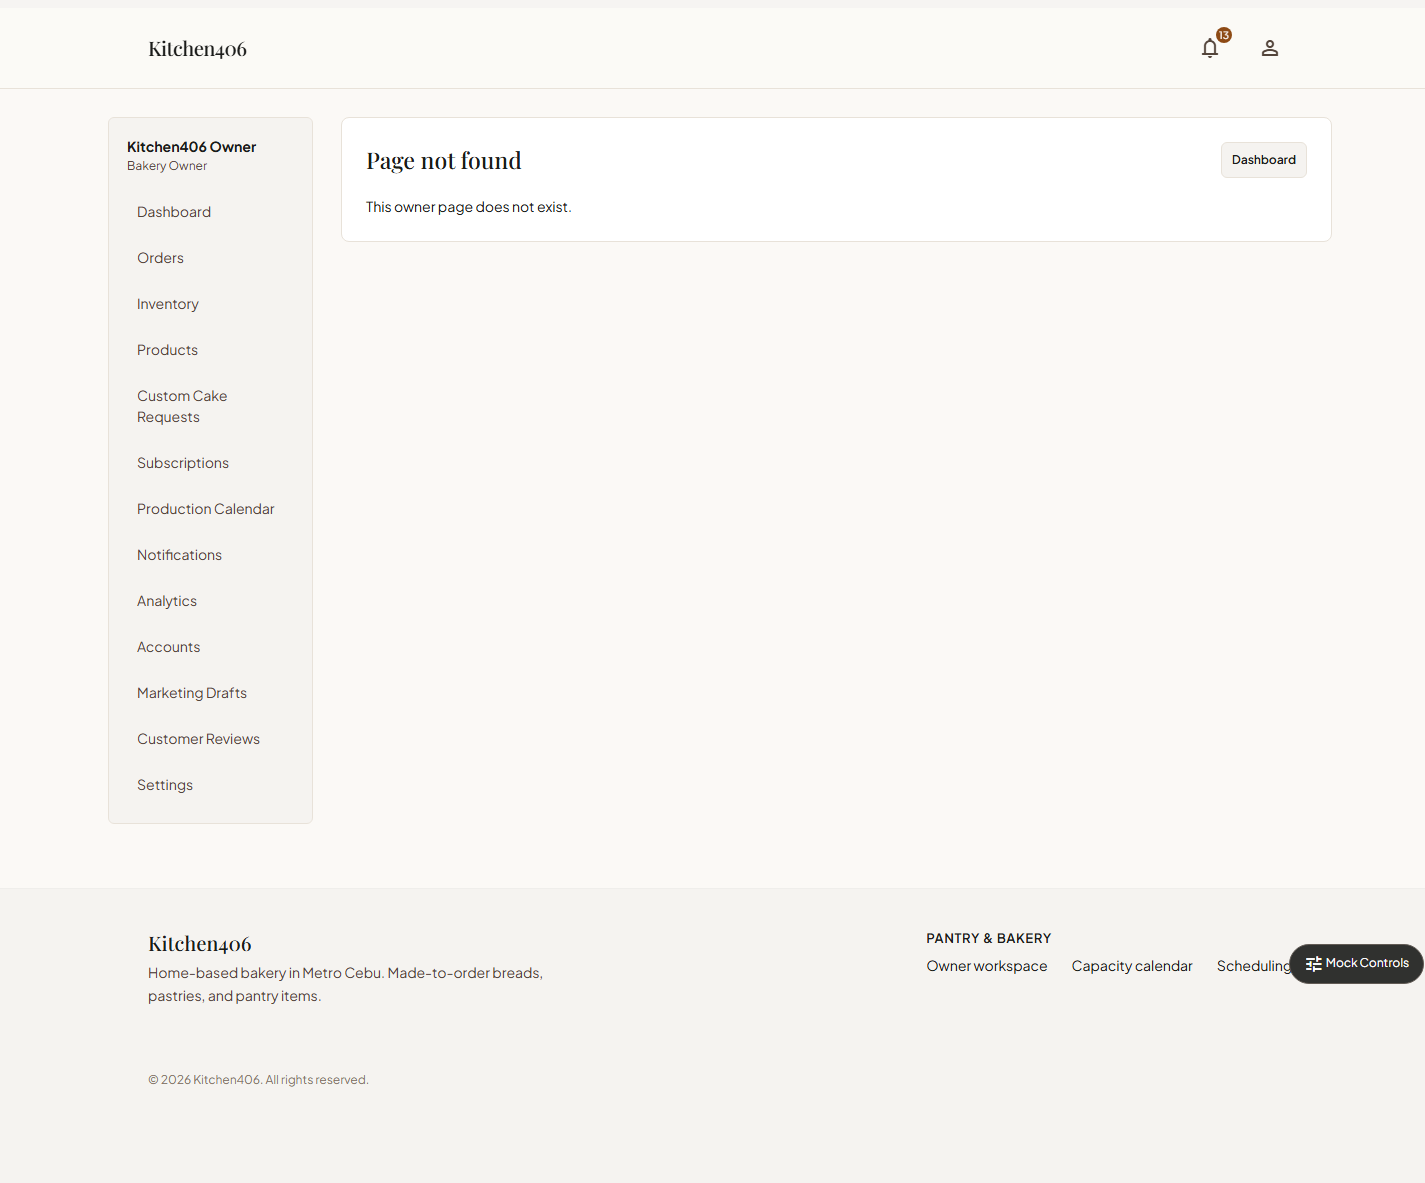 Kitchen406
13
Kitchen406 Owner
Bakery Owner
Dashboard
Orders
Inventory
Products
Custom Cake
Requests
Subscriptions
Production Calendar
Notifications
Analytics
Accounts
Marketing Drafts
Customer Reviews
Settings
Page not found
Dashboard
This owner page does not exist.
Kitchen406
Home-based bakery in Metro Cebu. Made-to-order breads,
pastries, and pantry items.
PANTRY & BAKERY
Owner workspace Capacity calendar Scheduling
Mock Controls
© 2026 Kitchen406. All rights reserved.